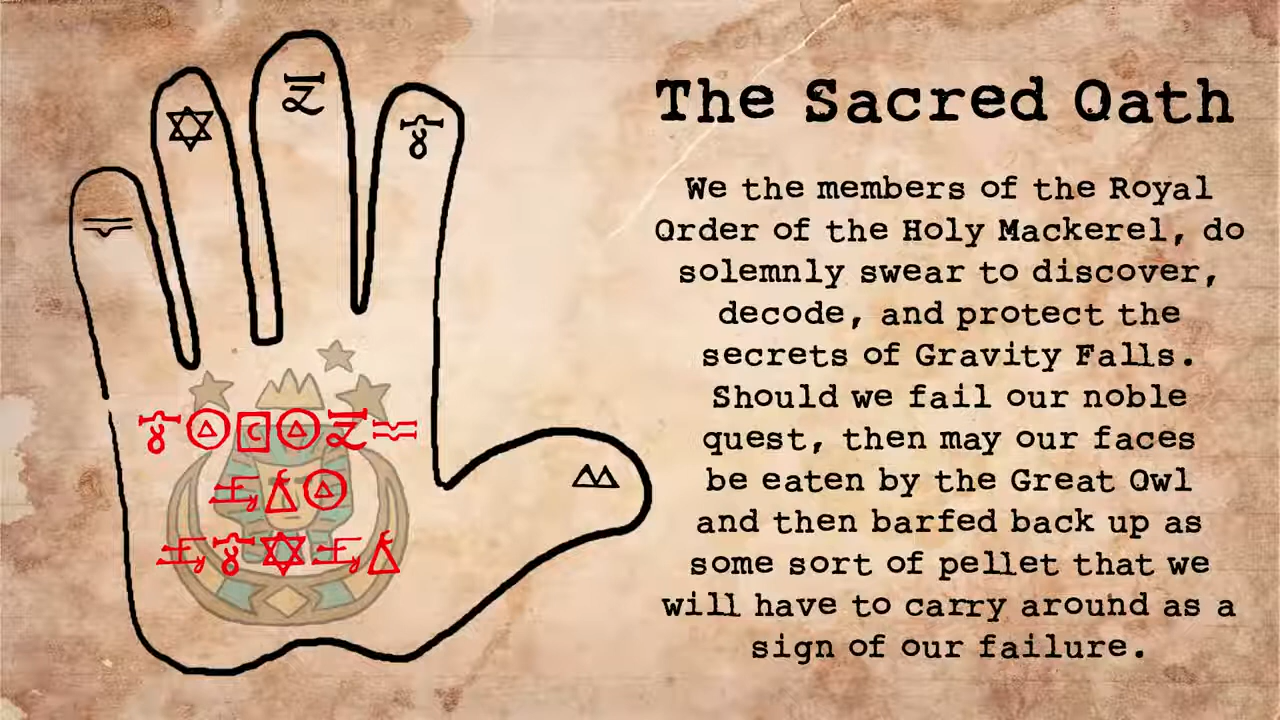 The Sacred Oath
We the members of the Royal
Order of the Holy Mackerel, do
solemnly swear to discover,
decode, and protect the
secrets of Gravity Falls.
Should we fail our noble
quest, then may our faces
be eaten by the Great Owl
and then barfed back up as
some sort of pellet that we
will have to carry around as a
sign of our failure.